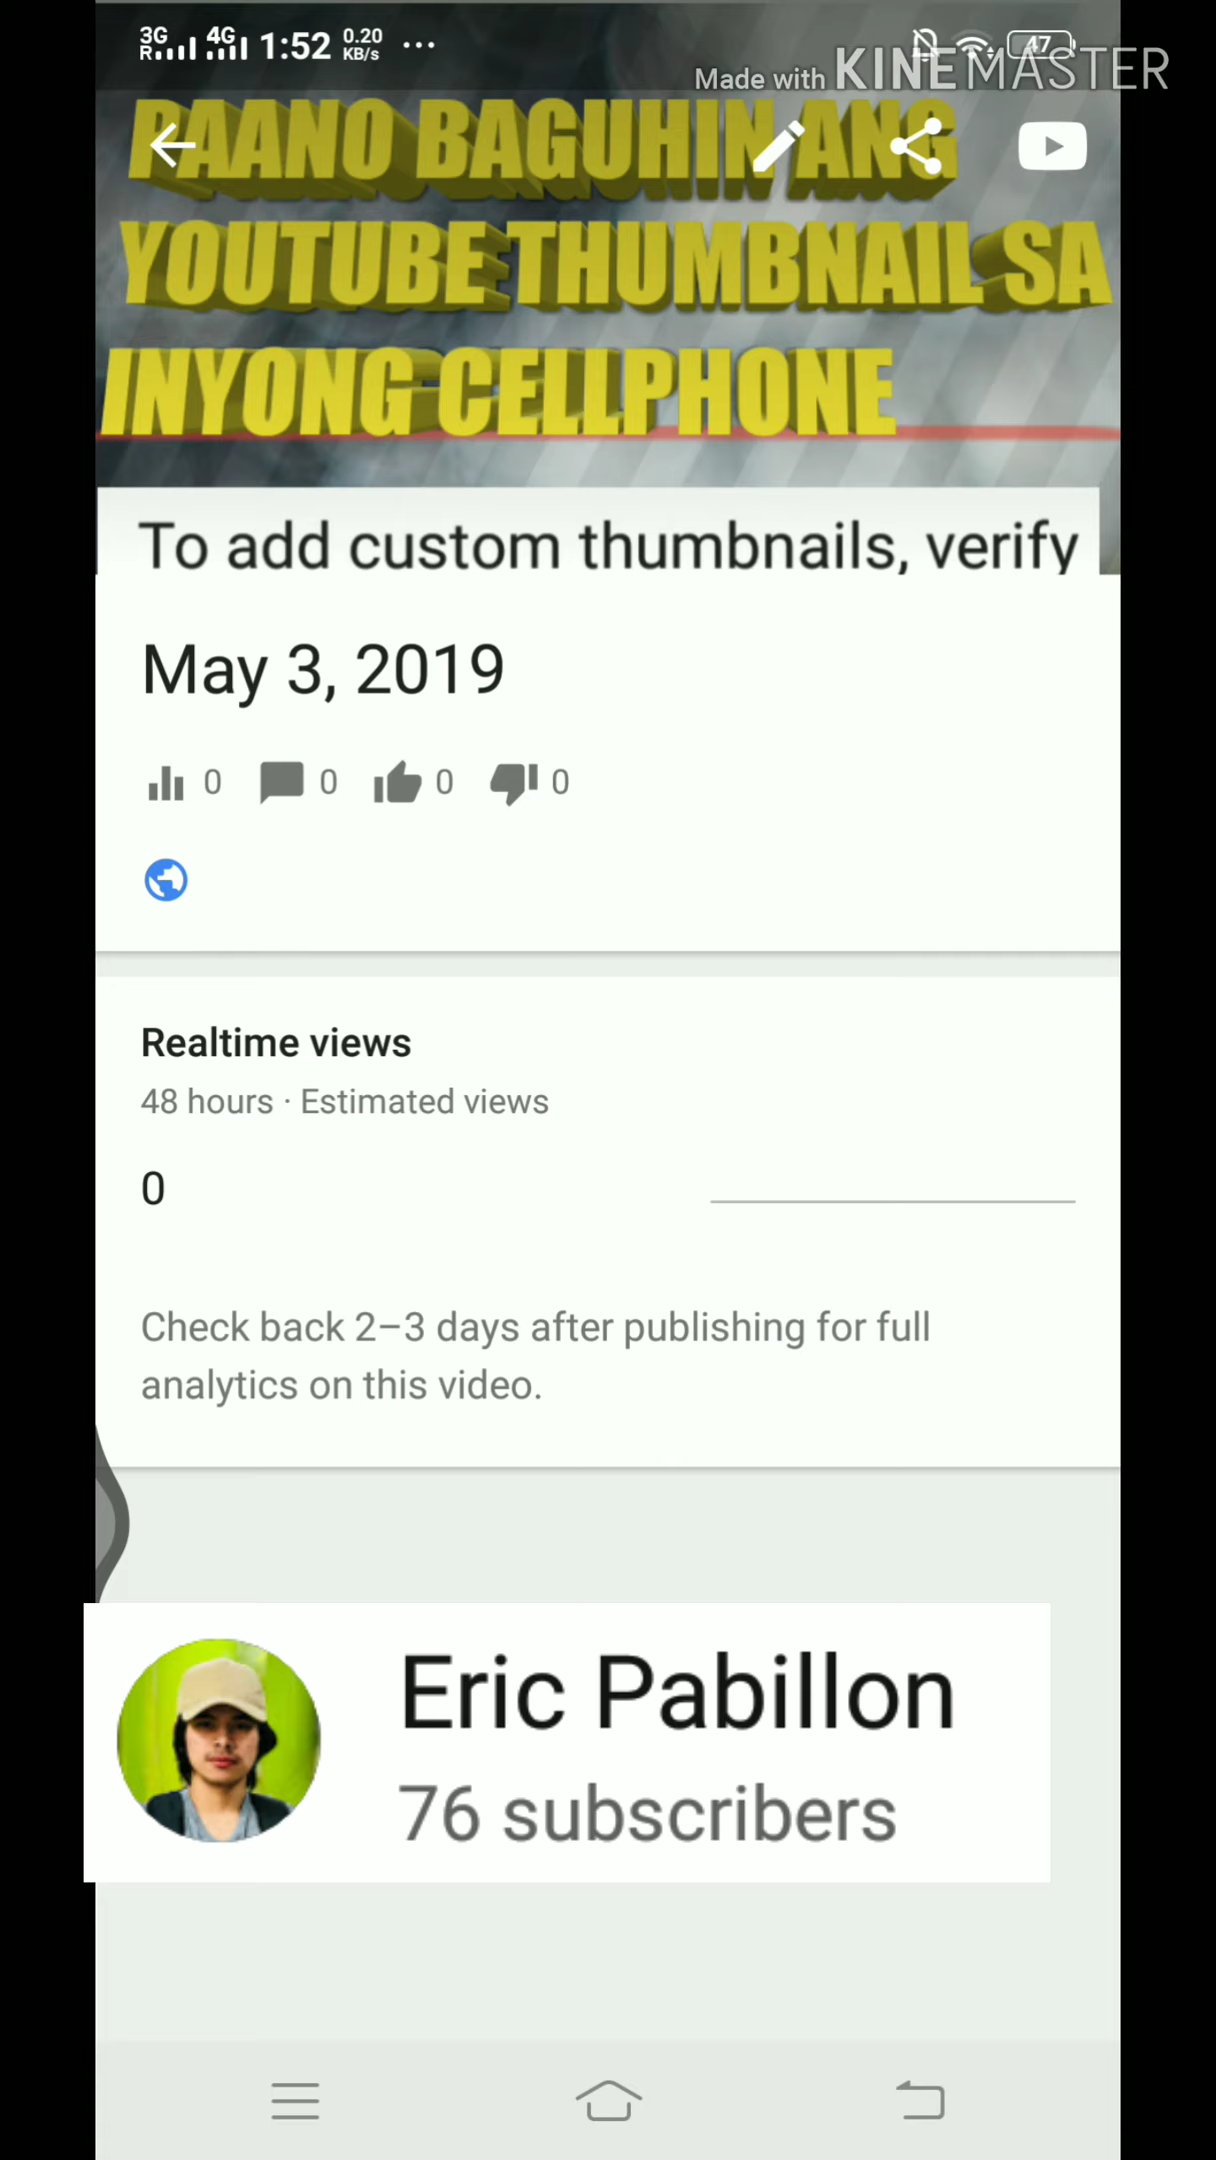 3G R 4G 1:52 0.20 KB/s ... 47
Made with KINEMASTER
PAANO BAGUHIN ANG
YOUTUBE THUMBNAIL SA
INYONG CELLPHONE
To add custom thumbnails, verify
May 3, 2019
0 0 0 0
Realtime views
48 hours · Estimated views
0
Check back 2–3 days after publishing for full
analytics on this video.
Eric Pabillon
76 subscribers